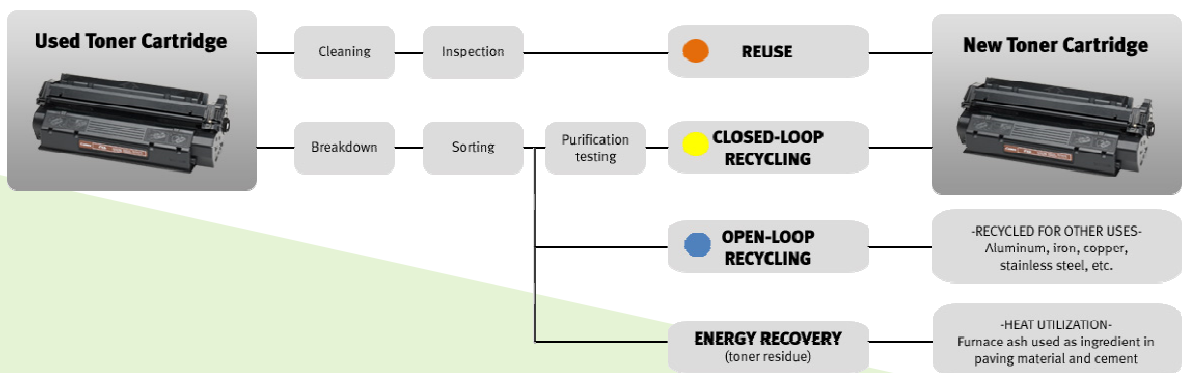 Used Toner Cartridge
Cleaning
Inspection
REUSE
New Toner Cartridge
Breakdown
Sorting
Purification
testing
CLOSED-LOOP
RECYCLING
OPEN-LOOP
RECYCLING
-RECYCLED FOR OTHER USES-
Aluminum, iron, copper,
stainless steel, etc.
ENERGY RECOVERY
(toner residue)
-HEAT UTILIZATION-
Furnace ash used as ingredient in
paving material and cement